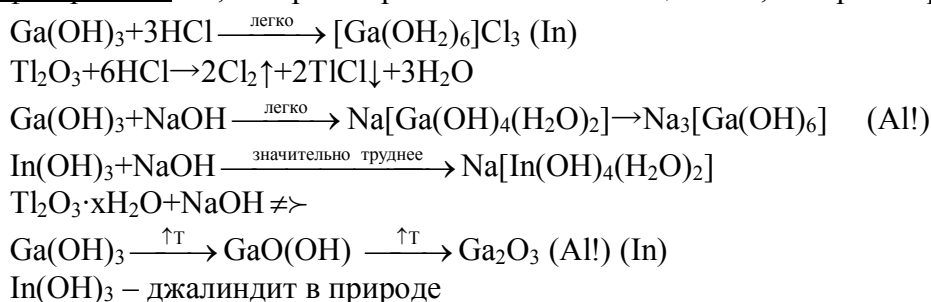 Ga(OH)₃+3HCl —легко→ [Ga(OH₂)₆]Cl₃ (In)
Tl₂O₃+6HCl→2Cl₂↑+2TlCl↓+3H₂O
Ga(OH)₃+NaOH —легко→ Na[Ga(OH)₄(H₂O)₂]→Na₃[Ga(OH)₆] (Al!)
In(OH)₃+NaOH —значительно труднее→ Na[In(OH)₄(H₂O)₂]
Tl₂O₃·xH₂O+NaOH ≠≻
Ga(OH)₃ —↑T→ GaO(OH) —↑T→ Ga₂O₃ (Al!) (In)
In(OH)₃ – джалиндит в природе